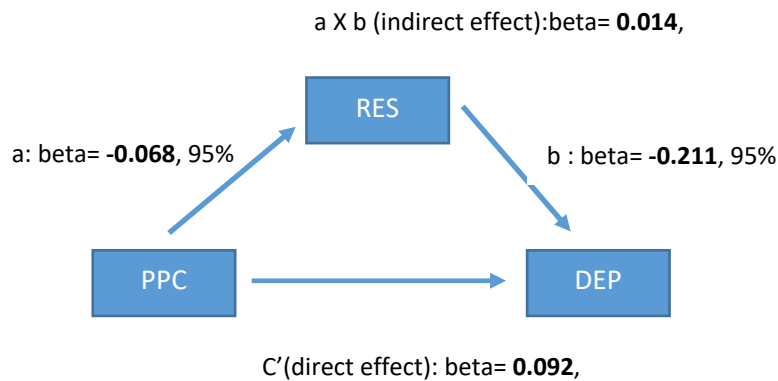 a X b (indirect effect):beta= 0.014,
RES
a: beta= -0.068, 95%
b : beta= -0.211, 95%
PPC
DEP
C’(direct effect): beta= 0.092,